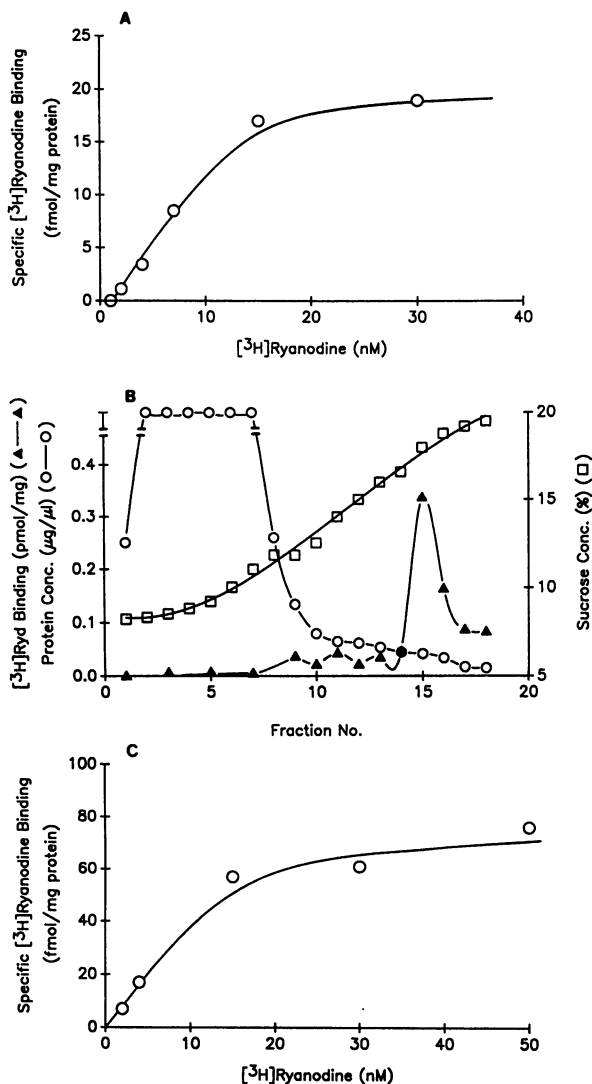 A
Specific [³H]Ryanodine Binding
(fmol/mg protein)
25
20
15
10
5
0
0 10 20 30 40
[³H]Ryanodine (nM)
B
[³H]Ryd Binding (pmol/mg) (▲—▲)
Protein Conc. (μg/μl) (○—○)
0.4
0.3
0.2
0.1
0.0
0 5 10 15 20
20
15
10
5
Sucrose Conc. (%) (□)
Fraction No.
C
Specific [³H]Ryanodine Binding
(fmol/mg protein)
100
80
60
40
20
0
0 10 20 30 40 50
[³H]Ryanodine (nM)